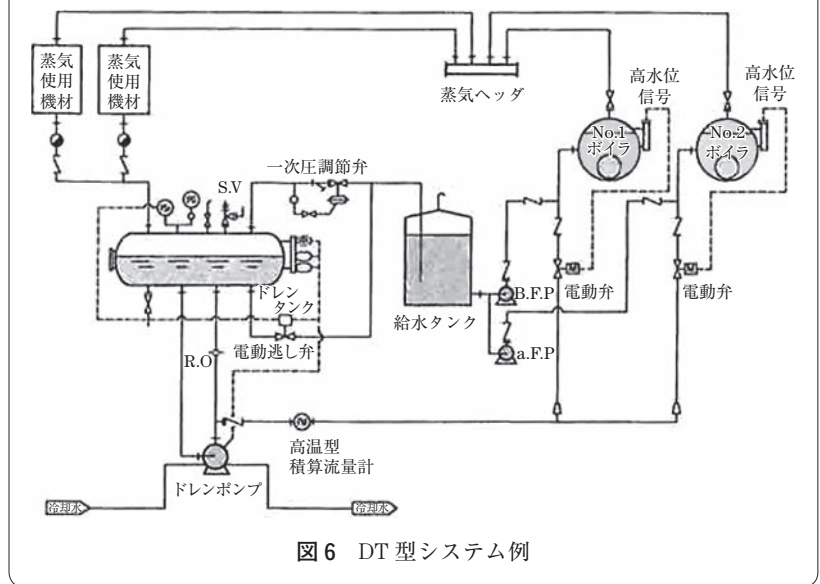 蒸気
使用
機材
蒸気
使用
機材
蒸気ヘッダ
高水位
信号
高水位
信号
No.1
ボイラ
No.2
ボイラ
S.V
一次圧調節弁
ドレン
タンク
給水タンク
B.F.P
a.F.P
電動弁
電動弁
電動逃し弁
R.O
高温型
積算流量計
ドレンポンプ
冷却水
冷却水
図6 DT 型システム例